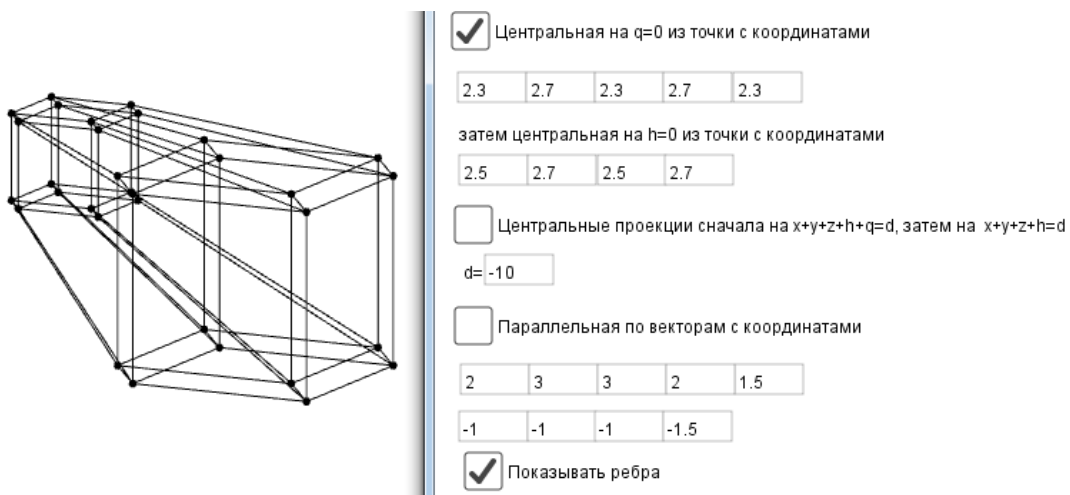 Центральная на q=0 из точки с координатами
2.3 2.7 2.3 2.7 2.3
затем центральная на h=0 из точки с координатами
2.5 2.7 2.5 2.7
Центральные проекции сначала на x+y+z+h+q=d, затем на x+y+z+h=d
d= -10
Параллельная по векторам с координатами
2 3 3 2 1.5
-1 -1 -1 -1.5
Показывать ребра